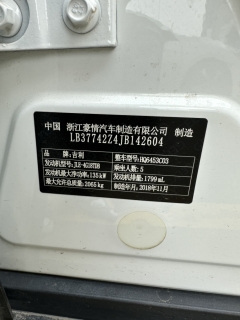 中国 浙江豪情汽车制造有限公司 制造
LB37742Z4JB142604
品牌：吉利 整车型号：HQ6453C03
发动机型号：JLE-4G18TDB 乘坐人数：5
发动机最大净功率：135kW 发动机排量：1799mL
最大允许总质量：2065kg 制造年月：2018年11月